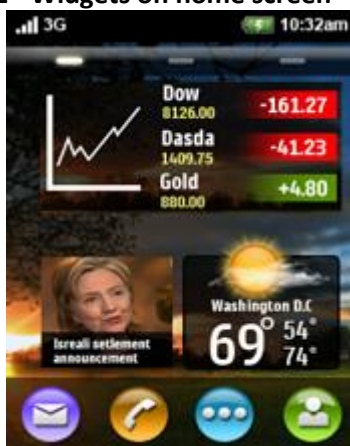 Widgets on home screen
3G 10:32am
Dow
8126.00
-161.27
Dasda
1409.75
-41.23
Gold
880.00
+4.80
Isreali setlement
announcement
Washington D.C
69° 54°
74°